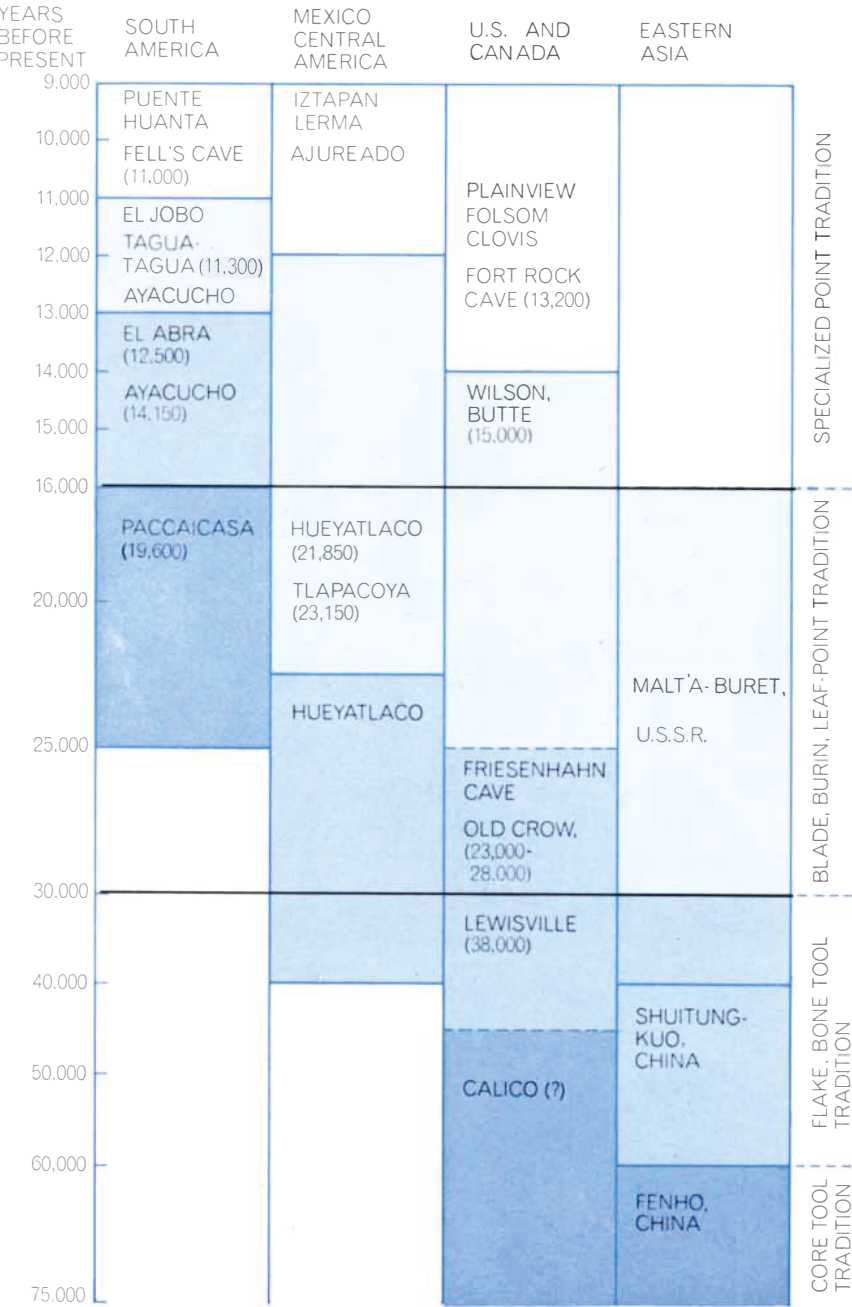 YEARS
BEFORE
PRESENT
SOUTH
AMERICA
MEXICO
CENTRAL
AMERICA
U.S. AND
CANADA
EASTERN
ASIA
9.000
10.000
11.000
12.000
13.000
14.000
15.000
16.000
20,000
25.000
30.000
40.000
50.000
60,000
75.000
PUENTE
HUANTA
FELL'S CAVE
(11,000)
EL JOBO
TAGUA-
TAGUA (11,300)
AYACUCHO
EL ABRA
(12,500)
AYACUCHO
(14,150)
PACCAICASA
(19,600)
IZTAPAN
LERMA
AJUREADO
HUEYATLACO
(21,850)
TLAPACOYA
(23,150)
HUEYATLACO
PLAINVIEW
FOLSOM
CLOVIS
FORT ROCK
CAVE (13,200)
WILSON,
BUTTE
(15,000)
FRIESENHAHN
CAVE
OLD CROW,
(23,000-
28.000)
LEWISVILLE
(38,000)
CALICO (?)
MALT'A-BURET,
U.S.S.R.
SHUITUNG-
KUO,
CHINA
FENHO,
CHINA
SPECIALIZED POINT TRADITION
BLADE, BURIN, LEAF-POINT TRADITION
FLAKE, BONE TOOL
TRADITION
CORE TOOL
TRADITION